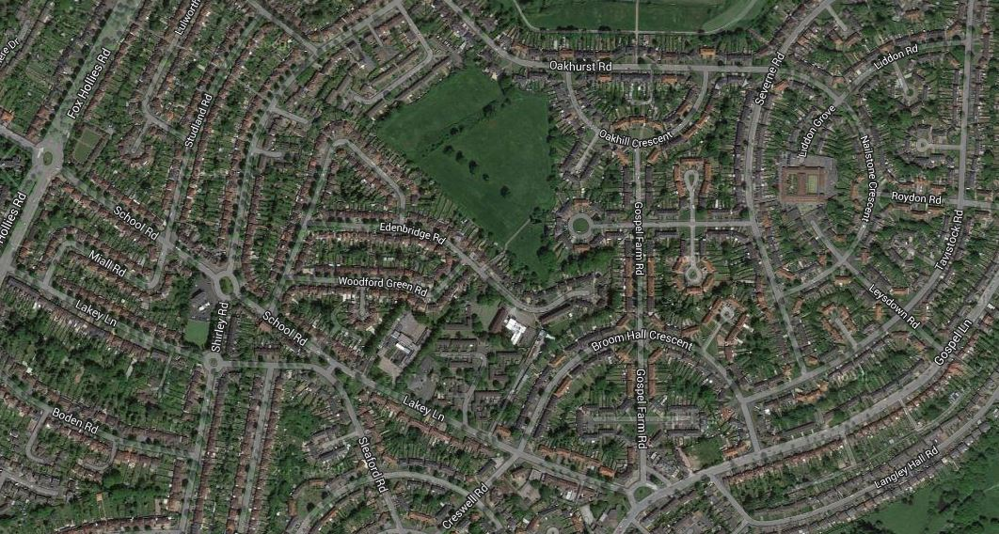 Lulworth
Fox Hollies Rd
ere Dr
Studland Rd
Oakhurst Rd
Severne Rd
Liddon Rd
Liddon Grove
Oakhill Crescent
Nailstone Crescent
Roydon Rd
Hollies Rd
School Rd
Edenbridge Rd
Gospel Farm Rd
Tavistock Rd
Miall Rd
Woodford Green Rd
Leysdown Rd
Lakey Ln
Shirley Rd
School Rd
Broom Hall Crescent
Gospel Ln
Gospel Farm Rd
Boden Rd
Lakey Ln
Sleaford Rd
Creswell Rd
Langley Hall Rd